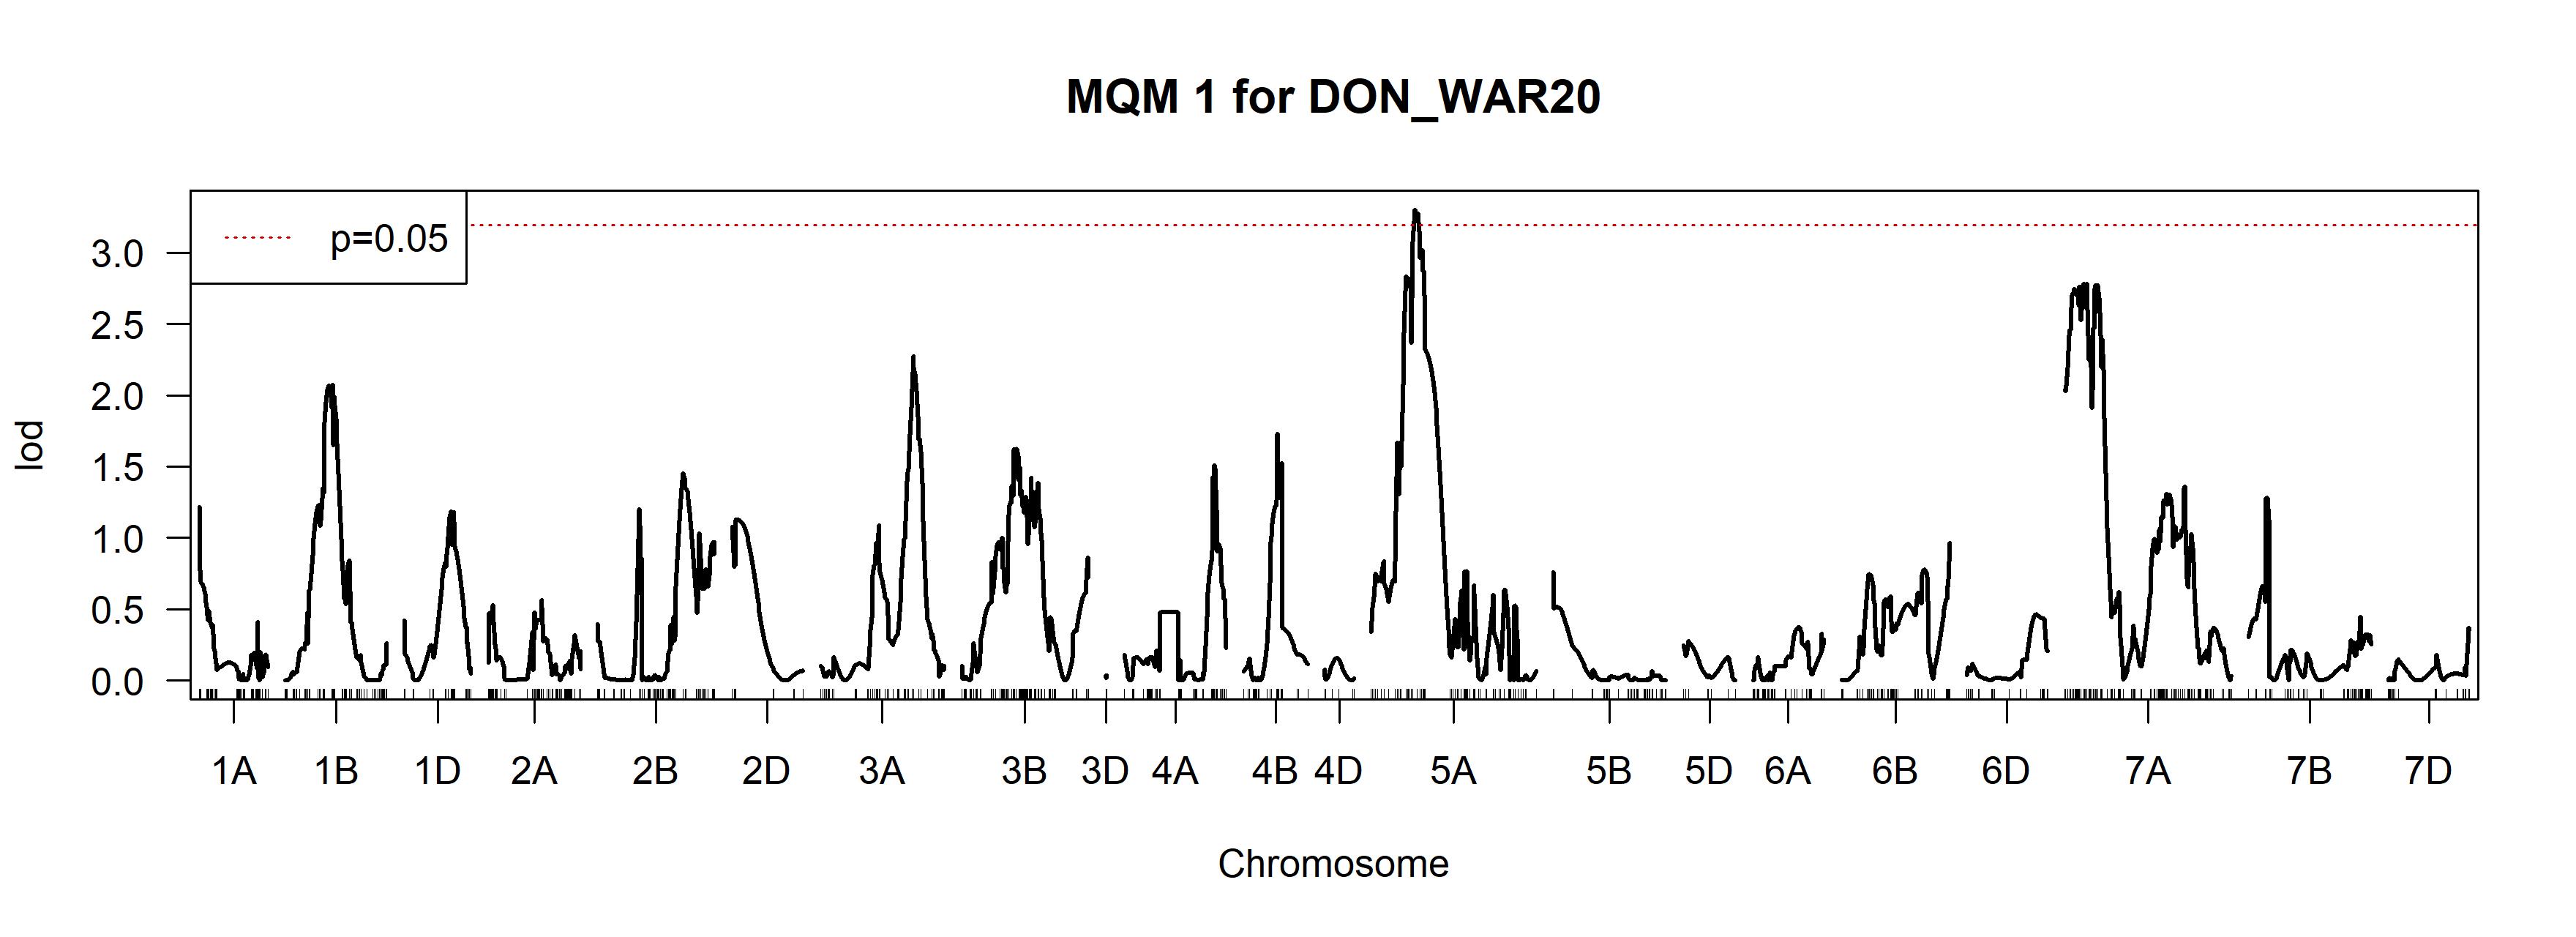 MQM 1 for DON_WAR20
p=0.05
3.0
2.5
2.0
1.5
1.0
0.5
0.0
lod
1A 1B 1D 2A 2B 2D 3A 3B 3D 4A 4B 4D 5A 5B 5D 6A 6B 6D 7A 7B 7D
Chromosome